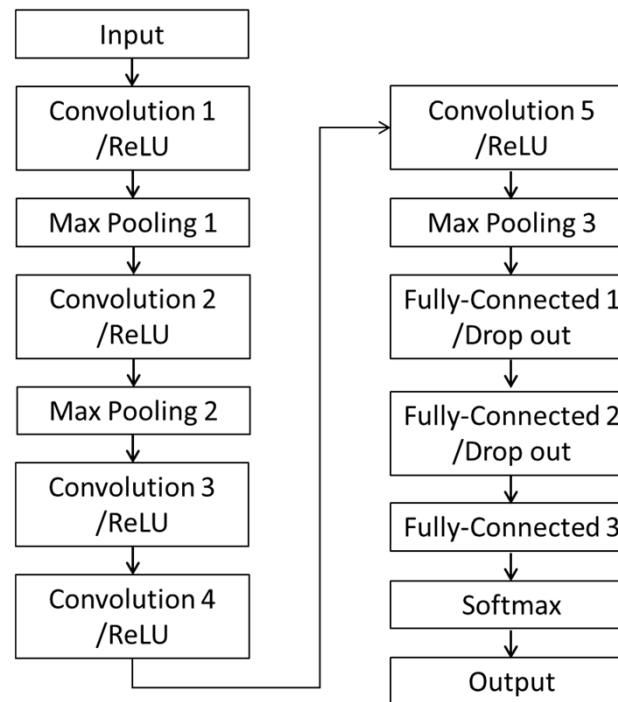 Input
Convolution 1
/ReLU
Max Pooling 1
Convolution 2
/ReLU
Max Pooling 2
Convolution 3
/ReLU
Convolution 4
/ReLU
Convolution 5
/ReLU
Max Pooling 3
Fully-Connected 1
/Drop out
Fully-Connected 2
/Drop out
Fully-Connected 3
Softmax
Output